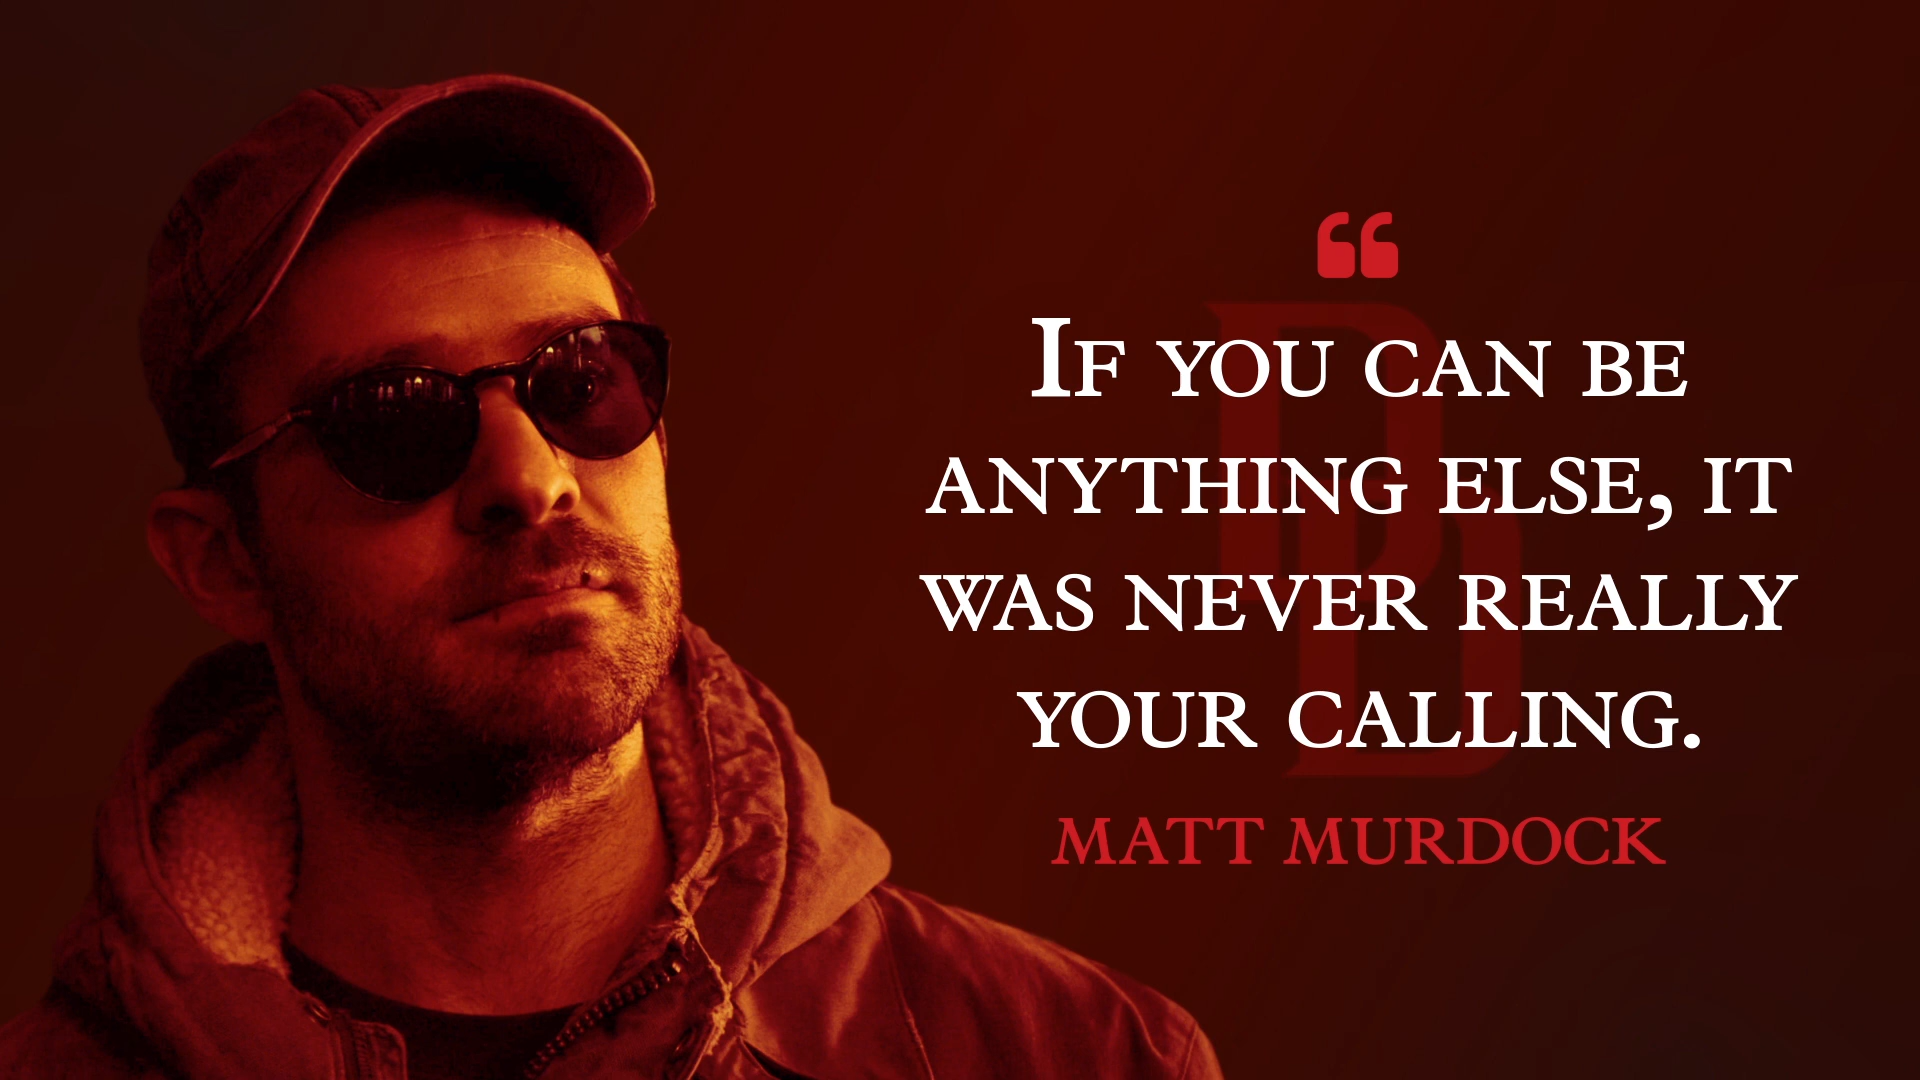 “
If you can be
anything else, it
was never really
your calling.
Matt Murdock